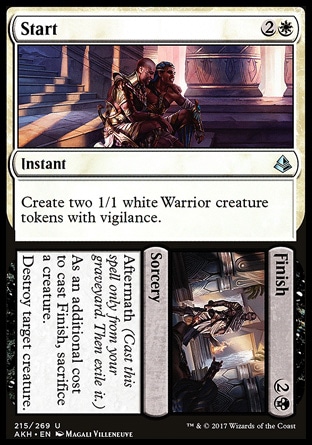 Start 2
Instant
Create two 1/1 white Warrior creature
tokens with vigilance.
Finish 2
Sorcery
Aftermath (Cast this
spell only from your
graveyard. Then exile it.)
As an additional cost
to cast Finish, sacrifice
a creature.
Destroy target creature.
215/269 U
AKH • EN MAGALI VILLENEUVE
™ & © 2017 Wizards of the Coast